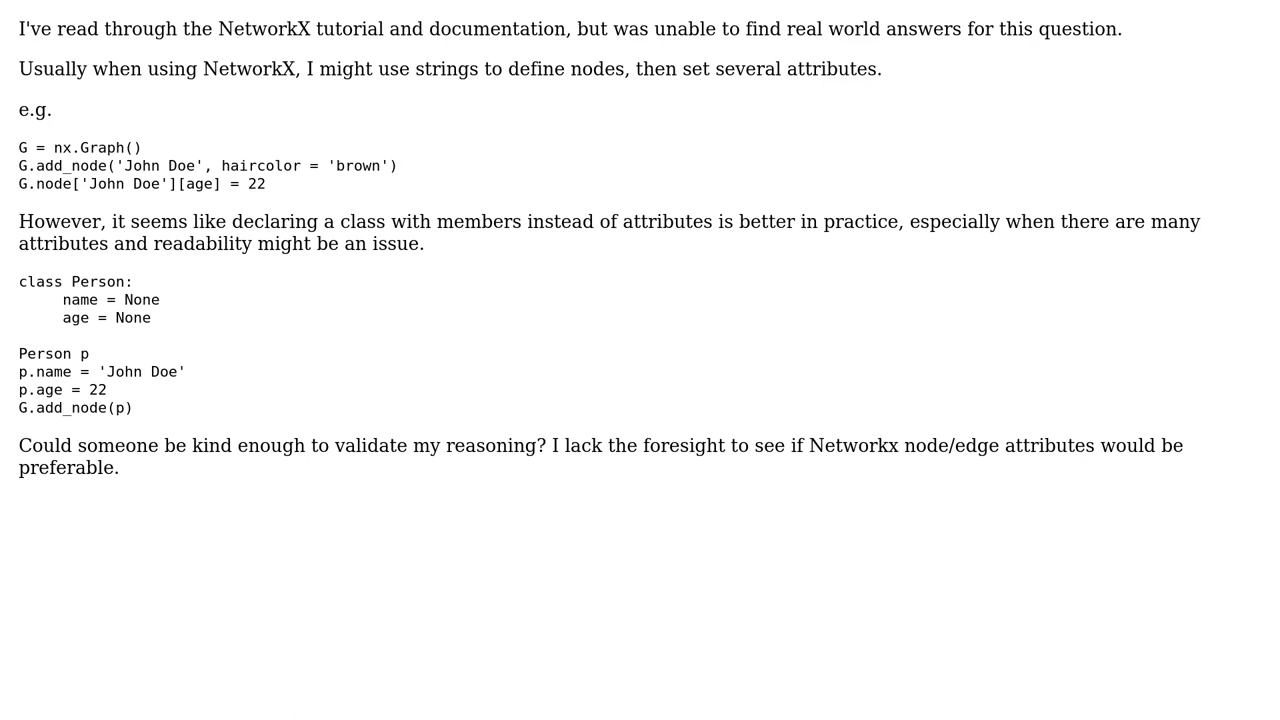 I've read through the NetworkX tutorial and documentation, but was unable to find real world answers for this question.
Usually when using NetworkX, I might use strings to define nodes, then set several attributes.
e.g.
G = nx.Graph()
G.add_node('John Doe', haircolor = 'brown')
G.node['John Doe'][age] = 22
However, it seems like declaring a class with members instead of attributes is better in practice, especially when there are many
attributes and readability might be an issue.
class Person:
     name = None
     age = None
Person p
p.name = 'John Doe'
p.age = 22
G.add_node(p)
Could someone be kind enough to validate my reasoning? I lack the foresight to see if Networkx node/edge attributes would be
preferable.